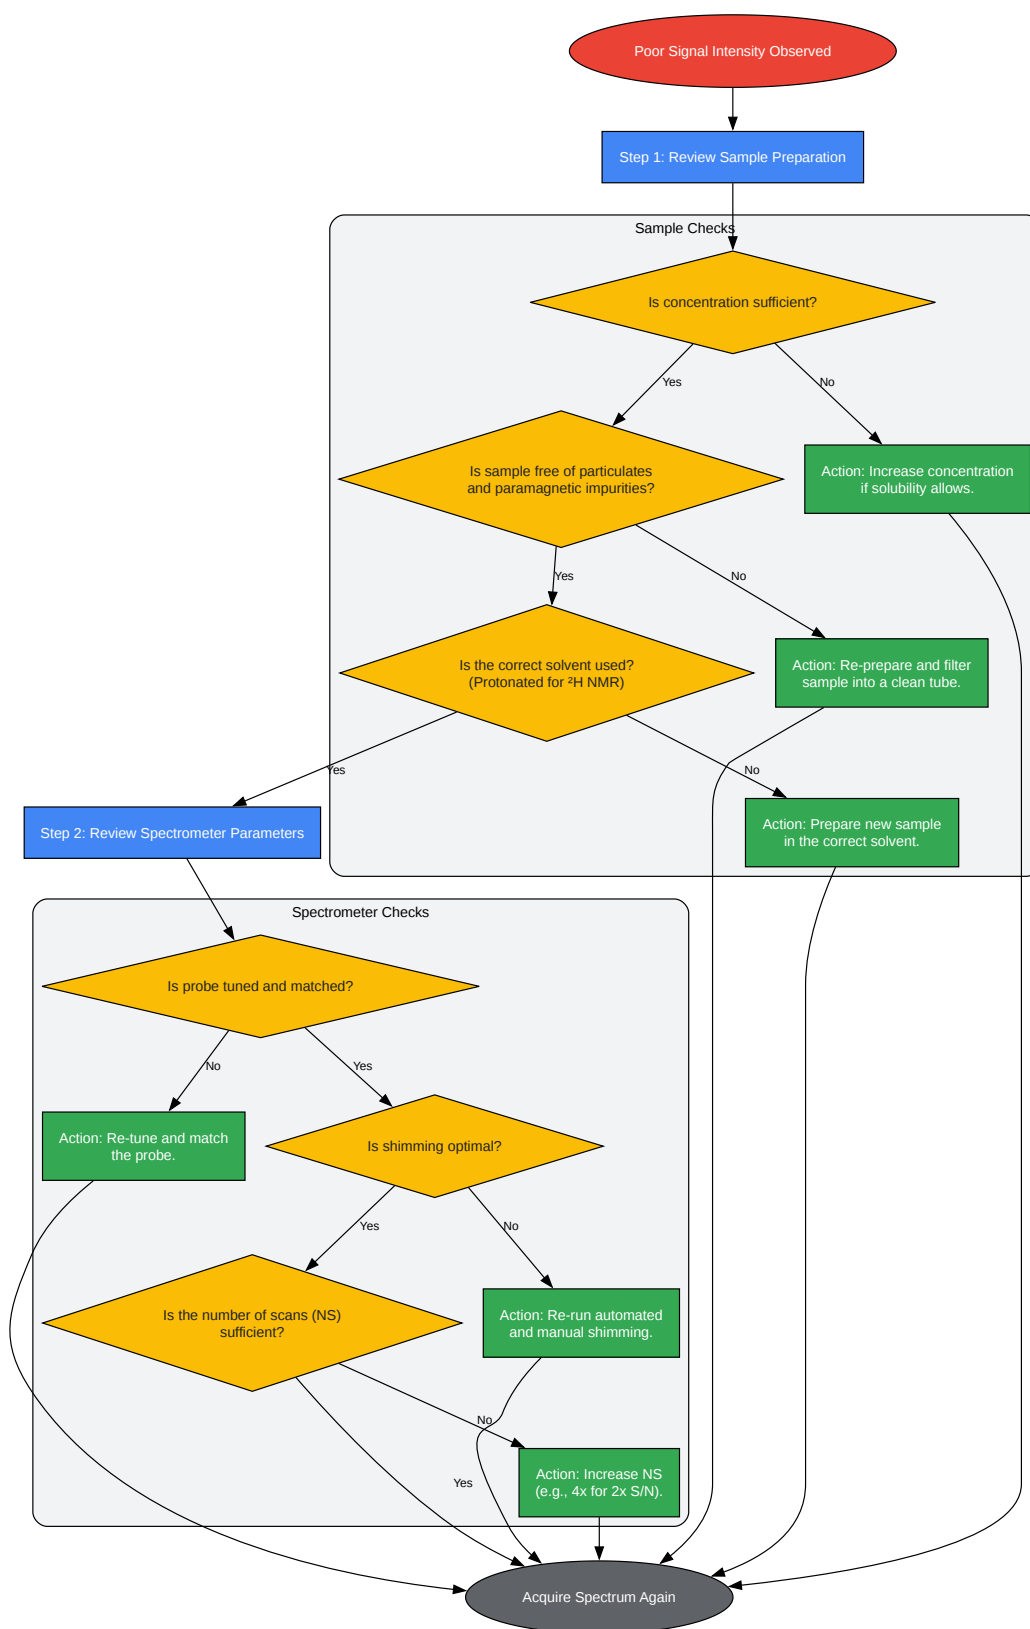 Poor Signal Intensity Observed
Step 1: Review Sample Preparation
Sample Checks
Is concentration sufficient?
Yes
No
Is sample free of particulates
and paramagnetic impurities?
Action: Increase concentration
if solubility allows.
Yes
No
Is the correct solvent used?
(Protonated for ²H NMR)
Action: Re-prepare and filter
sample into a clean tube.
Yes
No
Step 2: Review Spectrometer Parameters
Action: Prepare new sample
in the correct solvent.
Spectrometer Checks
Is probe tuned and matched?
No
Yes
Action: Re-tune and match
the probe.
Is shimming optimal?
Yes
No
Is the number of scans (NS)
sufficient?
Action: Re-run automated
and manual shimming.
No
Yes
Action: Increase NS
(e.g., 4x for 2x S/N).
Acquire Spectrum Again